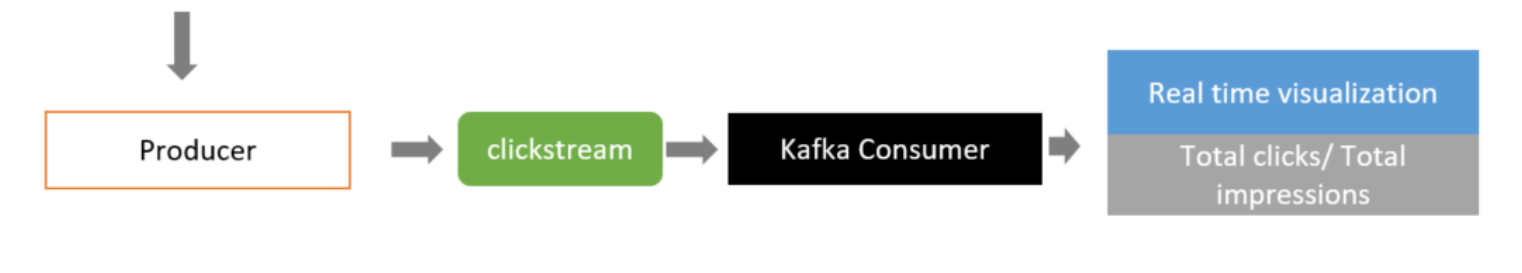 Producer
clickstream
Kafka Consumer
Real time visualization
Total clicks/ Total
impressions